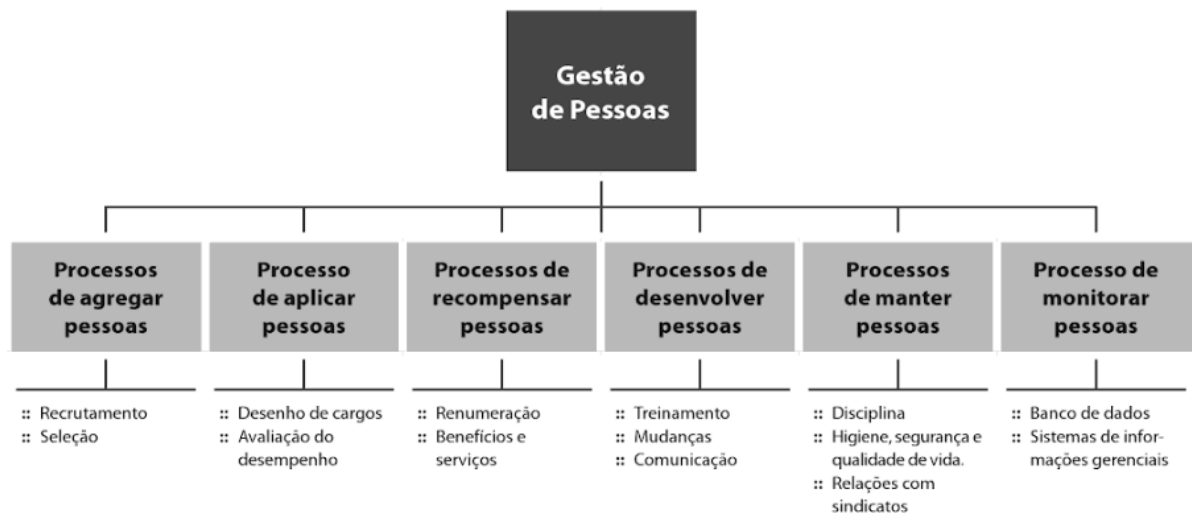 Gestão
de Pessoas
Processos
de agregar
pessoas
Processo
de aplicar
pessoas
Processos de
recompensar
pessoas
Processos de
desenvolver
pessoas
Processos
de manter
pessoas
Processo de
monitorar
pessoas
:: Recrutamento
:: Seleção
:: Desenho de cargos
:: Avaliação do
desempenho
:: Renumeração
:: Benefícios e
serviços
:: Treinamento
:: Mudanças
:: Comunicação
:: Disciplina
:: Higiene, segurança e
qualidade de vida.
:: Relações com
sindicatos
:: Banco de dados
:: Sistemas de infor-
mações gerenciais